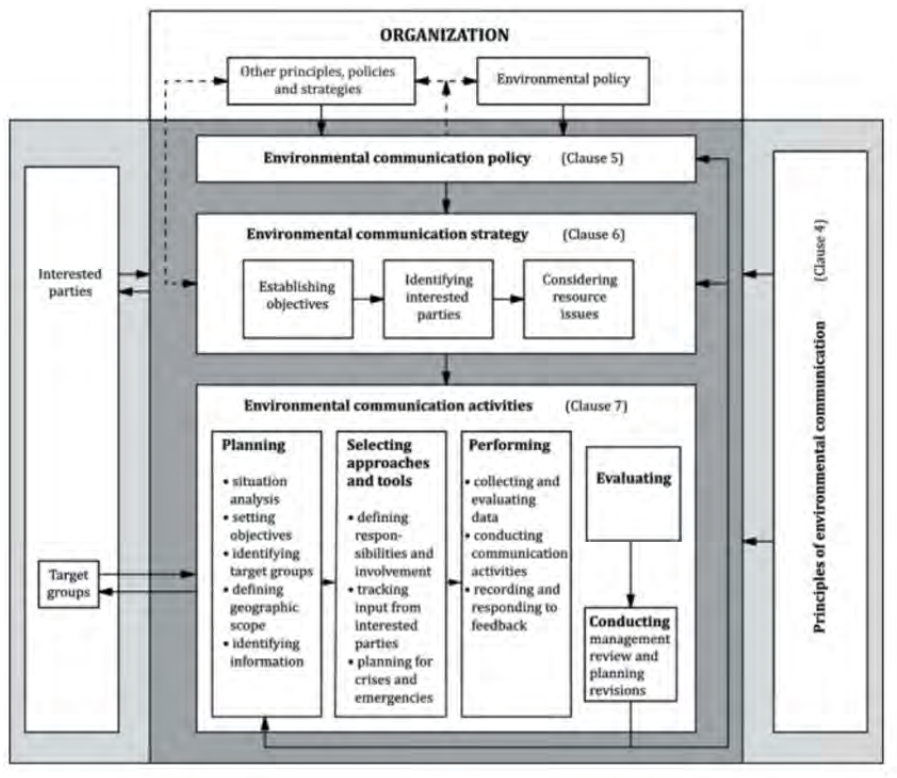 ORGANIZATION
Other principles, policies
and strategies
Environmental policy
Environmental communication policy (Clause 5)
Environmental communication strategy (Clause 6)
Establishing
objectives
Identifying
interested
parties
Considering
resource
issues
Interested
parties
Environmental communication activities (Clause 7)
Planning
• situation
analysis
• setting
objectives
• identifying
target groups
• defining
geographic
scope
• identifying
information
Selecting
approaches
and tools
• defining
respon-
sibilities and
involvement
• tracking
input from
interested
parties
• planning for
crises and
emergencies
Performing
• collecting and
evaluating
data
• conducting
communication
activities
• recording and
responding to
feedback
Evaluating
Conducting
management
review and
planning
revisions
Target
groups
Principles of environmental communication (Clause 4)